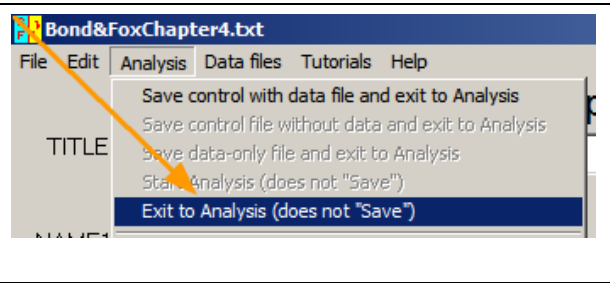 Bond&FoxChapter4.txt
File Edit Analysis Data files Tutorials Help
Save control with data file and exit to Analysis
Save control file without data and exit to Analysis
TITLE
Save data-only file and exit to Analysis
Start Analysis (does not "Save")
Exit to Analysis (does not "Save")
NAME1